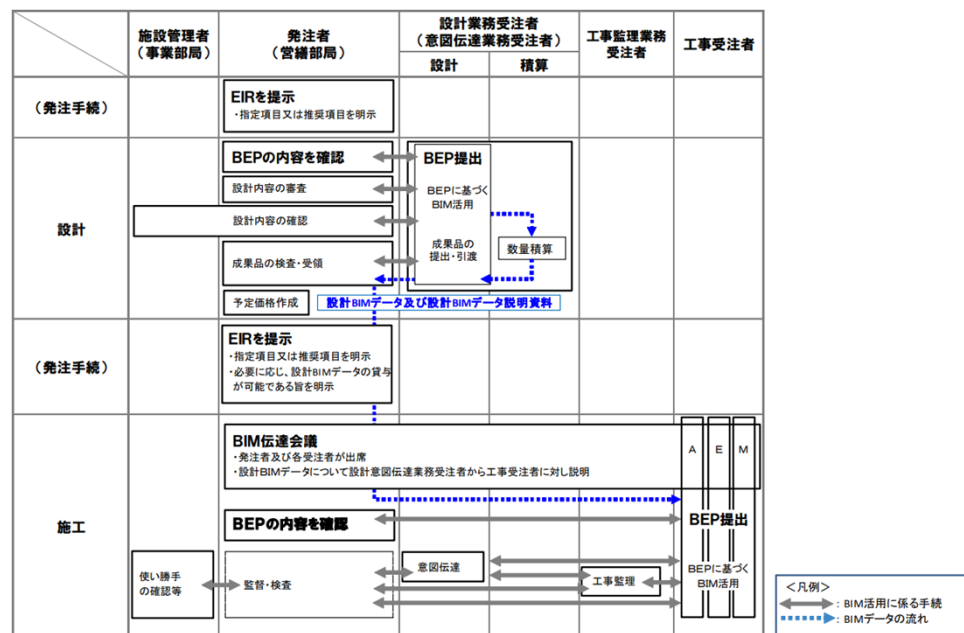 施設管理者
（事業部局）
発注者
（営繕部局）
設計業務受注者
（意図伝達業務受注者）
設計
積算
工事監理業務
受注者
工事受注者
（発注手続）
EIRを提示
・指定項目又は推奨項目を明示
設計
BEPの内容を確認
設計内容の審査
設計内容の確認
成果品の検査・受領
予定価格作成
BEP提出
BEPに基づく
BIM活用
成果品の
提出・引渡
数量積算
設計BIMデータ及び設計BIMデータ説明資料
（発注手続）
EIRを提示
・指定項目又は推奨項目を明示
・必要に応じ、設計BIMデータの貸与
が可能である旨を明示
施工
BIM伝達会議
・発注者及び各受注者が出席
・設計BIMデータについて設計意図伝達業務受注者から工事受注者に対し説明
A
E
M
BEPの内容を確認
BEP提出
使い勝手
の確認等
監督・検査
意図伝達
工事監理
BEPに基づく
BIM活用
＜凡例＞
：BIM活用に係る手続
：BIMデータの流れ